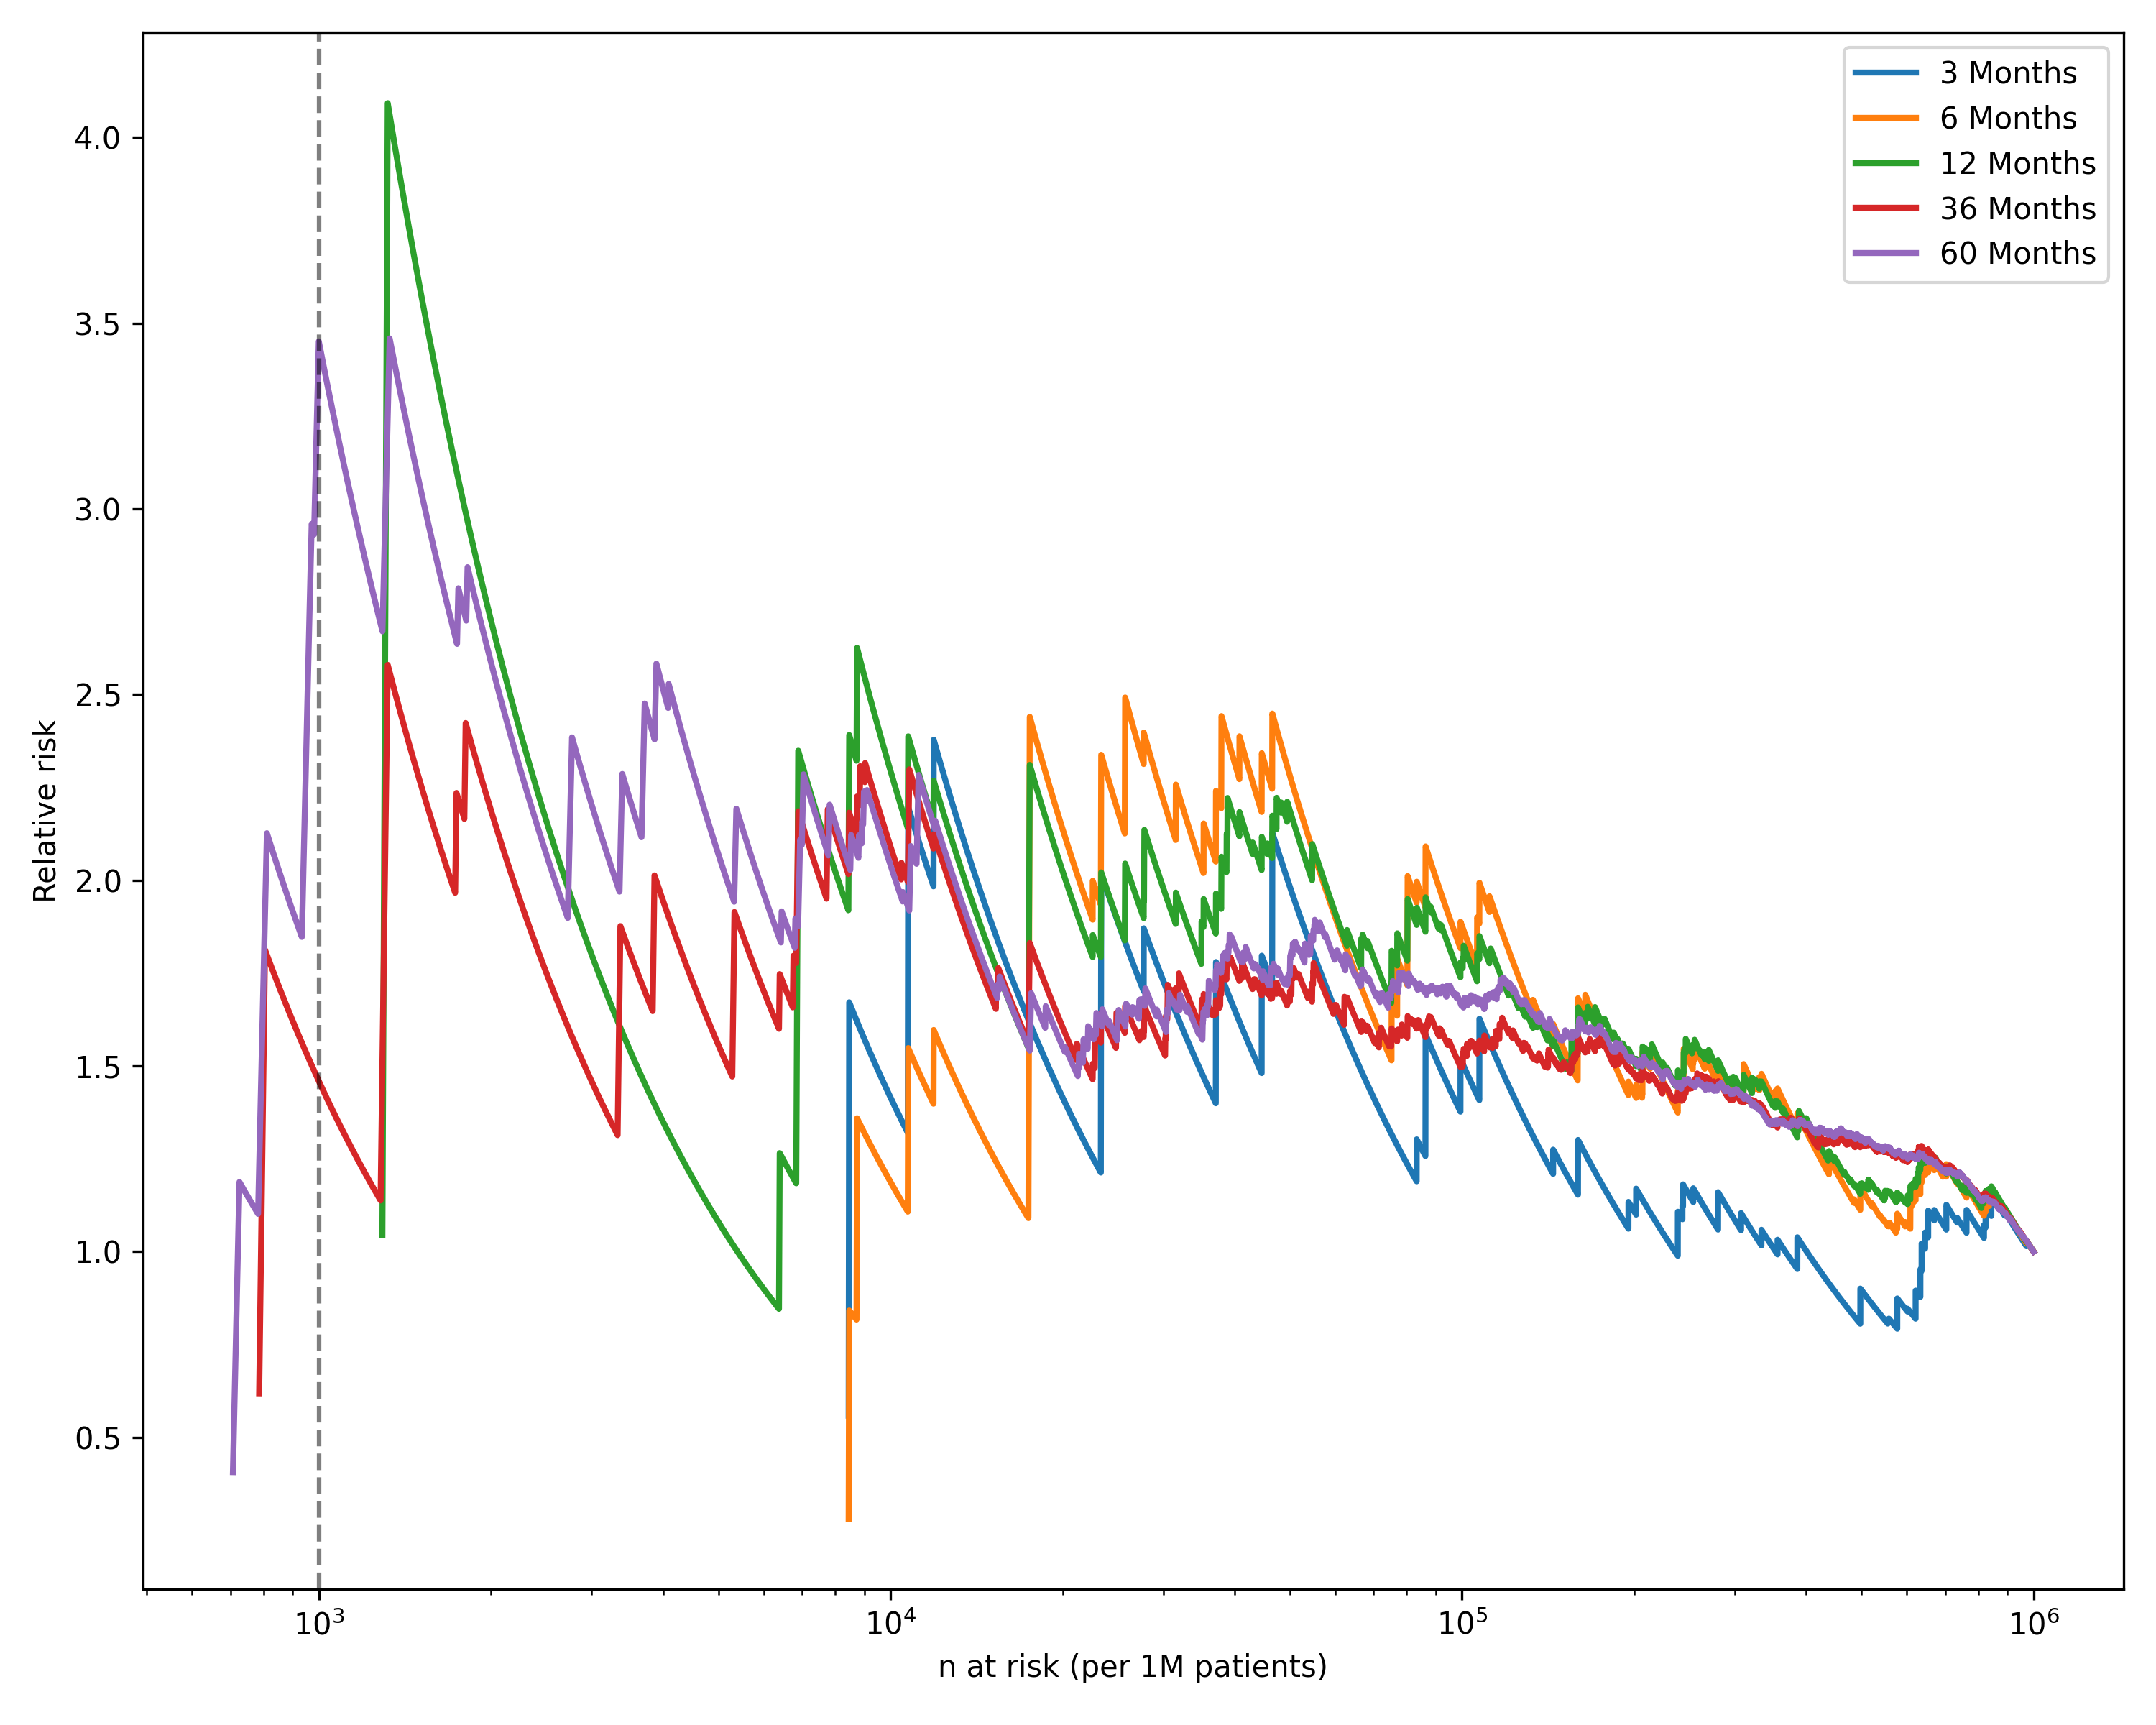 3 Months
6 Months
12 Months
36 Months
60 Months
4.0
3.5
3.0
2.5
2.0
1.5
1.0
0.5
Relative risk
10³ 10⁴ 10⁵ 10⁶
n at risk (per 1M patients)